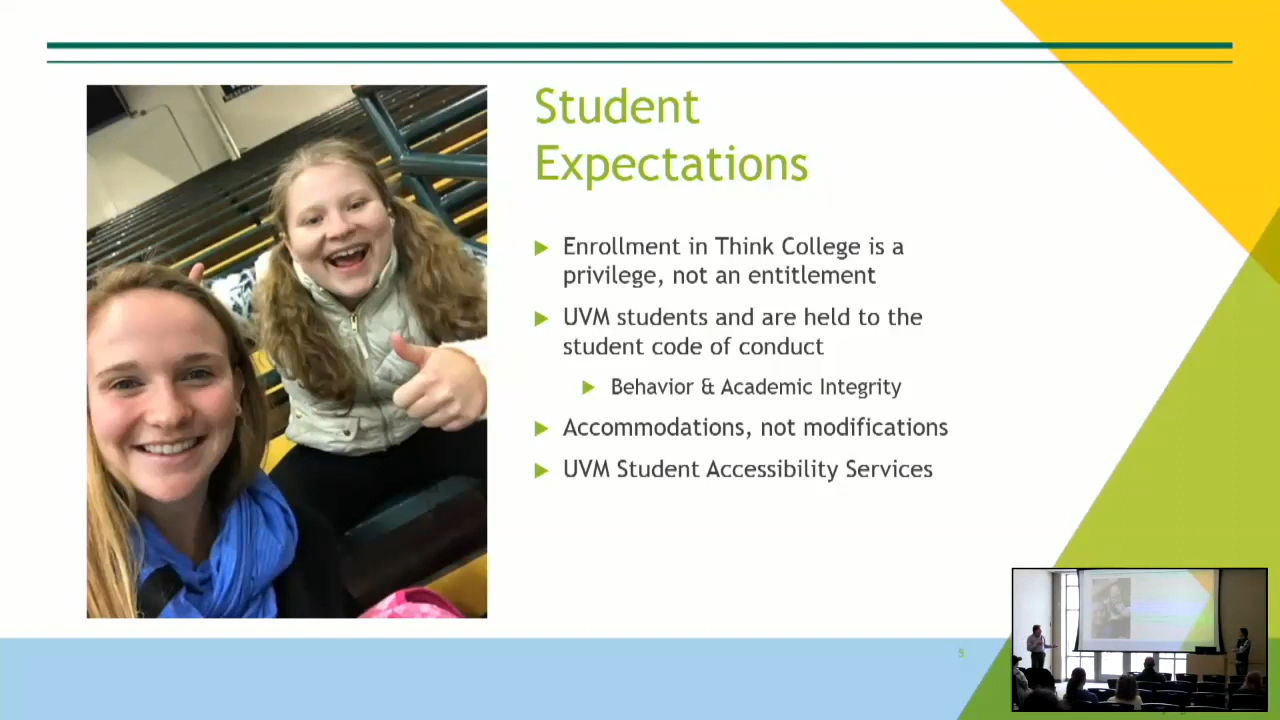 Student
Expectations
Enrollment in Think College is a
privilege, not an entitlement
UVM students and are held to the
student code of conduct
Behavior & Academic Integrity
Accommodations, not modifications
UVM Student Accessibility Services
5